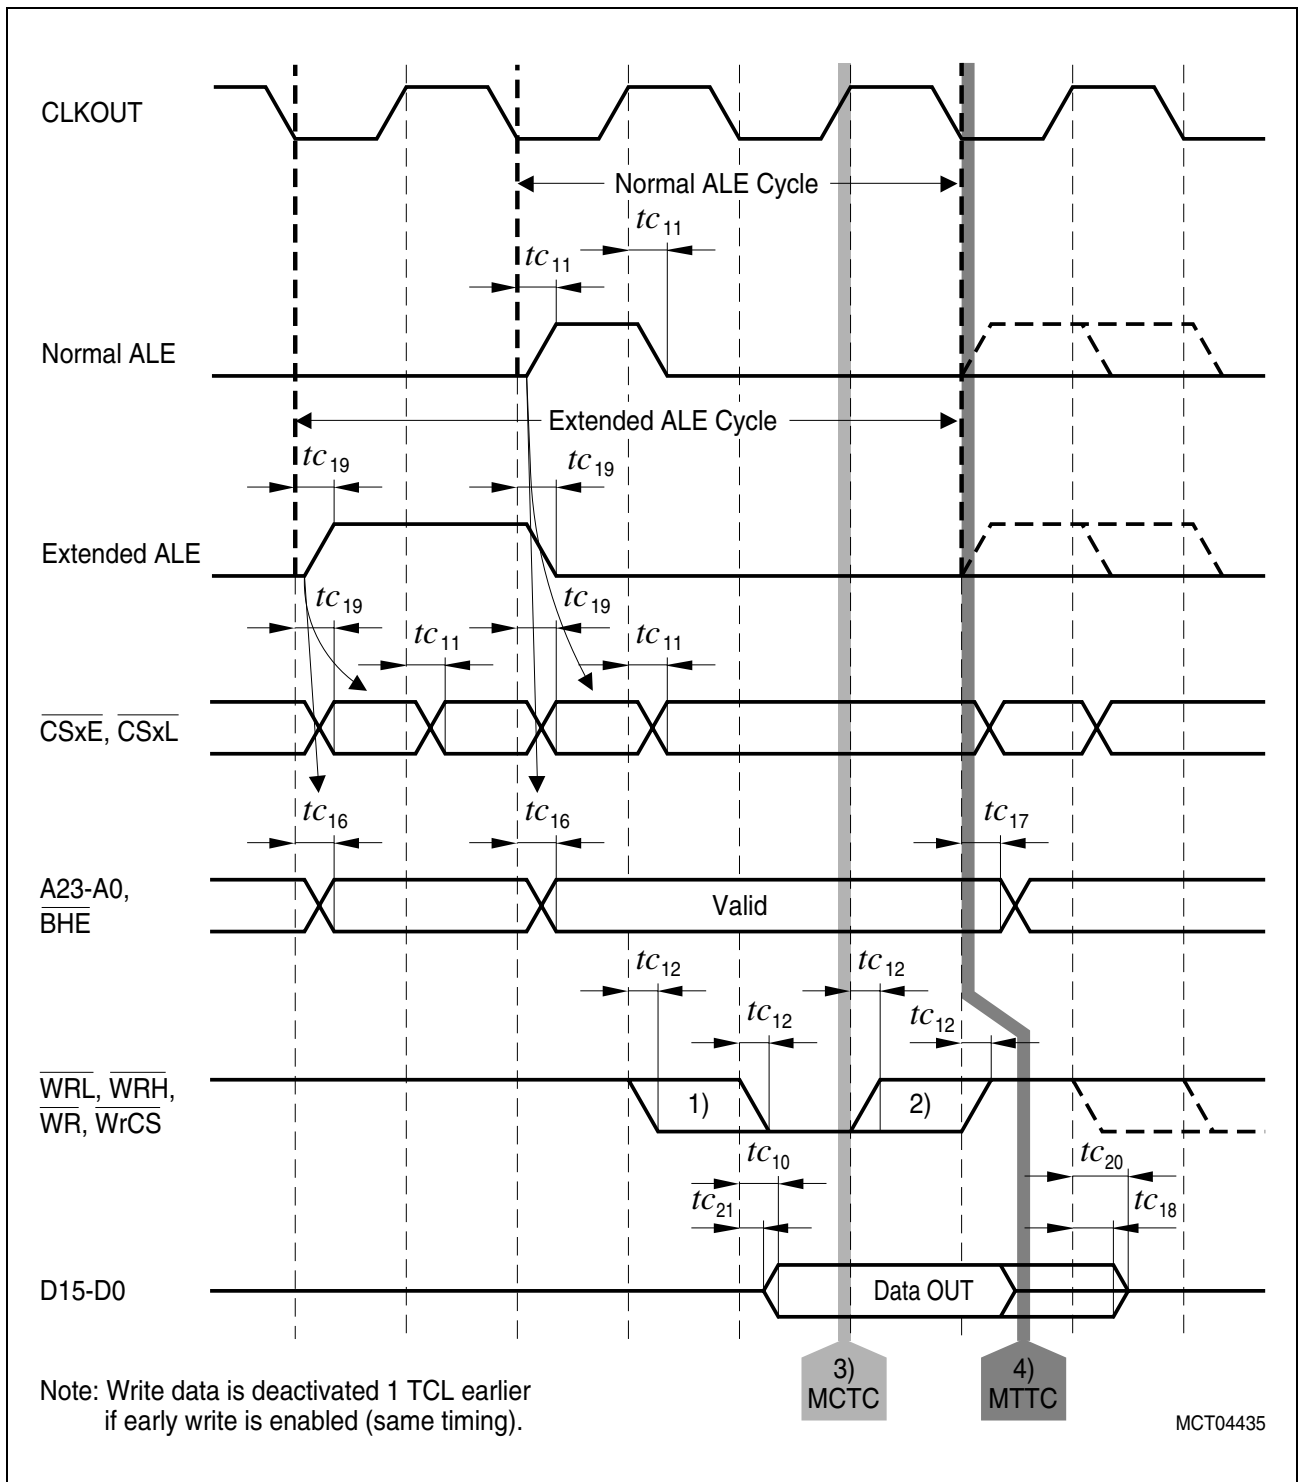 CLKOUT
Normal ALE Cycle
tc11
tc11
Normal ALE
Extended ALE Cycle
tc19
tc19
Extended ALE
tc19
tc19
tc11
tc11
CSxE, CSxL
tc16
tc16
tc17
A23-A0,
BHE
Valid
tc12
tc12
tc12
tc12
WRL, WRH,
WR, WrCS
1)
2)
tc10
tc20
tc21
tc18
D15-D0
Data OUT
3)
MCTC
4)
MTTC
Note: Write data is deactivated 1 TCL earlier
if early write is enabled (same timing).
MCT04435